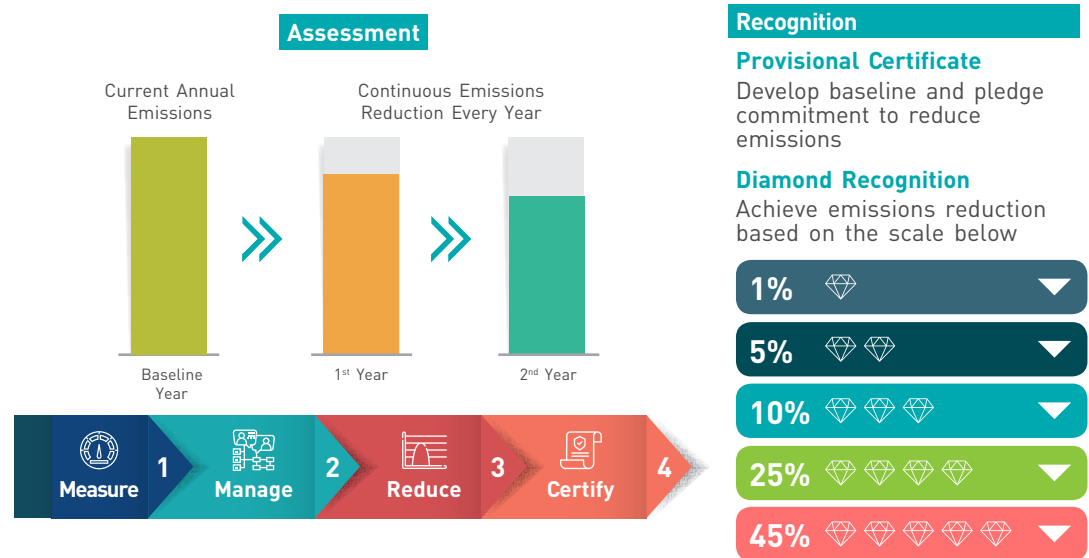 Assessment
Current Annual
Emissions
Continuous Emissions
Reduction Every Year
Baseline
Year
1st Year
2nd Year
Measure
1
Manage
2
Reduce
3
Certify
4
Recognition
Provisional Certificate
Develop baseline and pledge
commitment to reduce
emissions
Diamond Recognition
Achieve emissions reduction
based on the scale below
1%
5%
10%
25%
45%